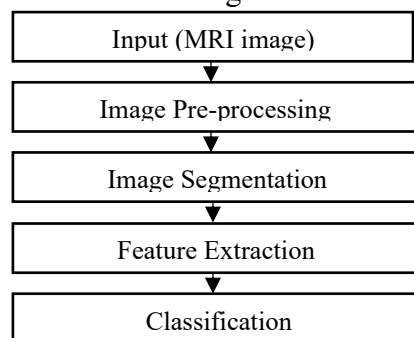 Input (MRI image)
Image Pre-processing
Image Segmentation
Feature Extraction
Classification